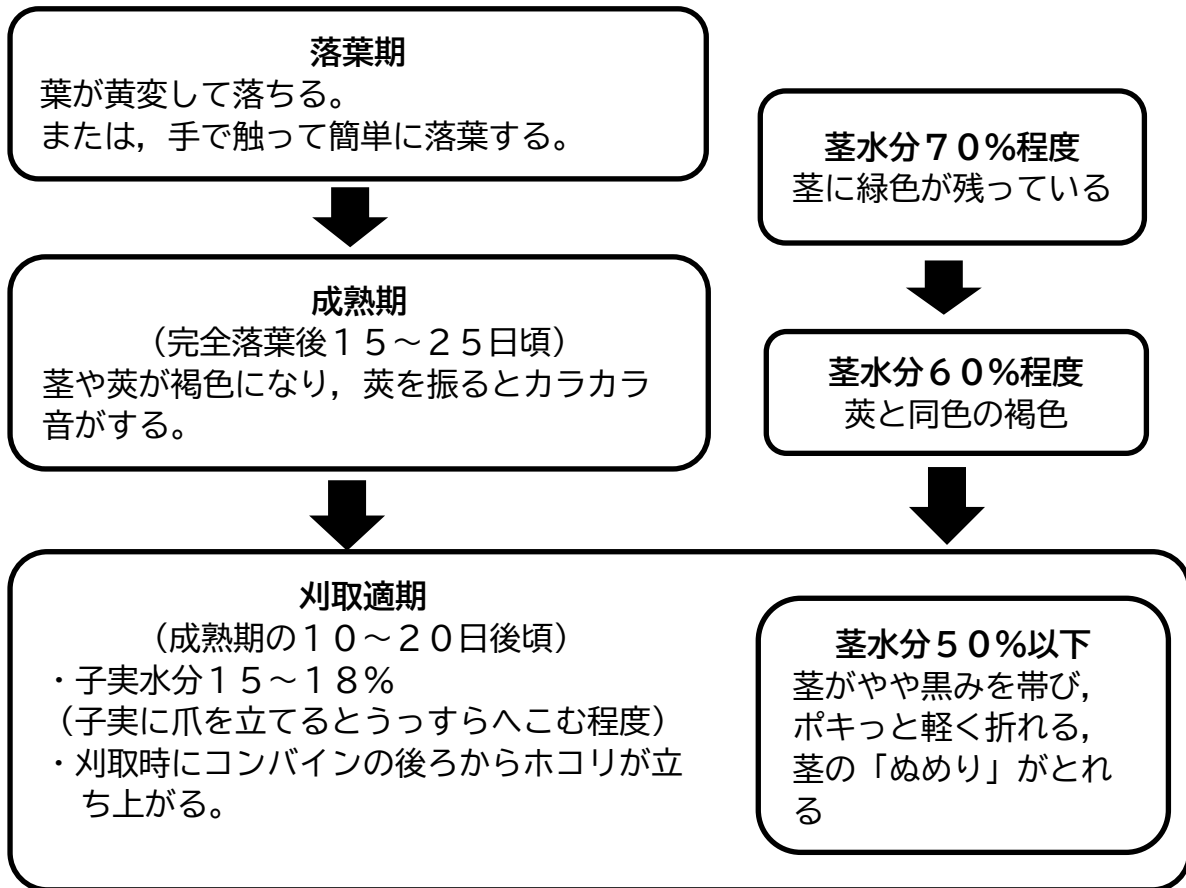 落葉期
葉が黄変して落ちる。
または，手で触って簡単に落葉する。
成熟期
（完全落葉後１５～２５日頃）
茎や莢が褐色になり，莢を振るとカラカラ
音がする。
刈取適期
（成熟期の１０～２０日後頃）
・子実水分１５～１８％
（子実に爪を立てるとうっすらへこむ程度）
・刈取時にコンバインの後ろからホコリが立
ち上がる。
茎水分７０％程度
茎に緑色が残っている
茎水分６０％程度
莢と同色の褐色
茎水分５０％以下
茎がやや黒みを帯び，
ポキっと軽く折れる，
茎の「ぬめり」がとれ
る